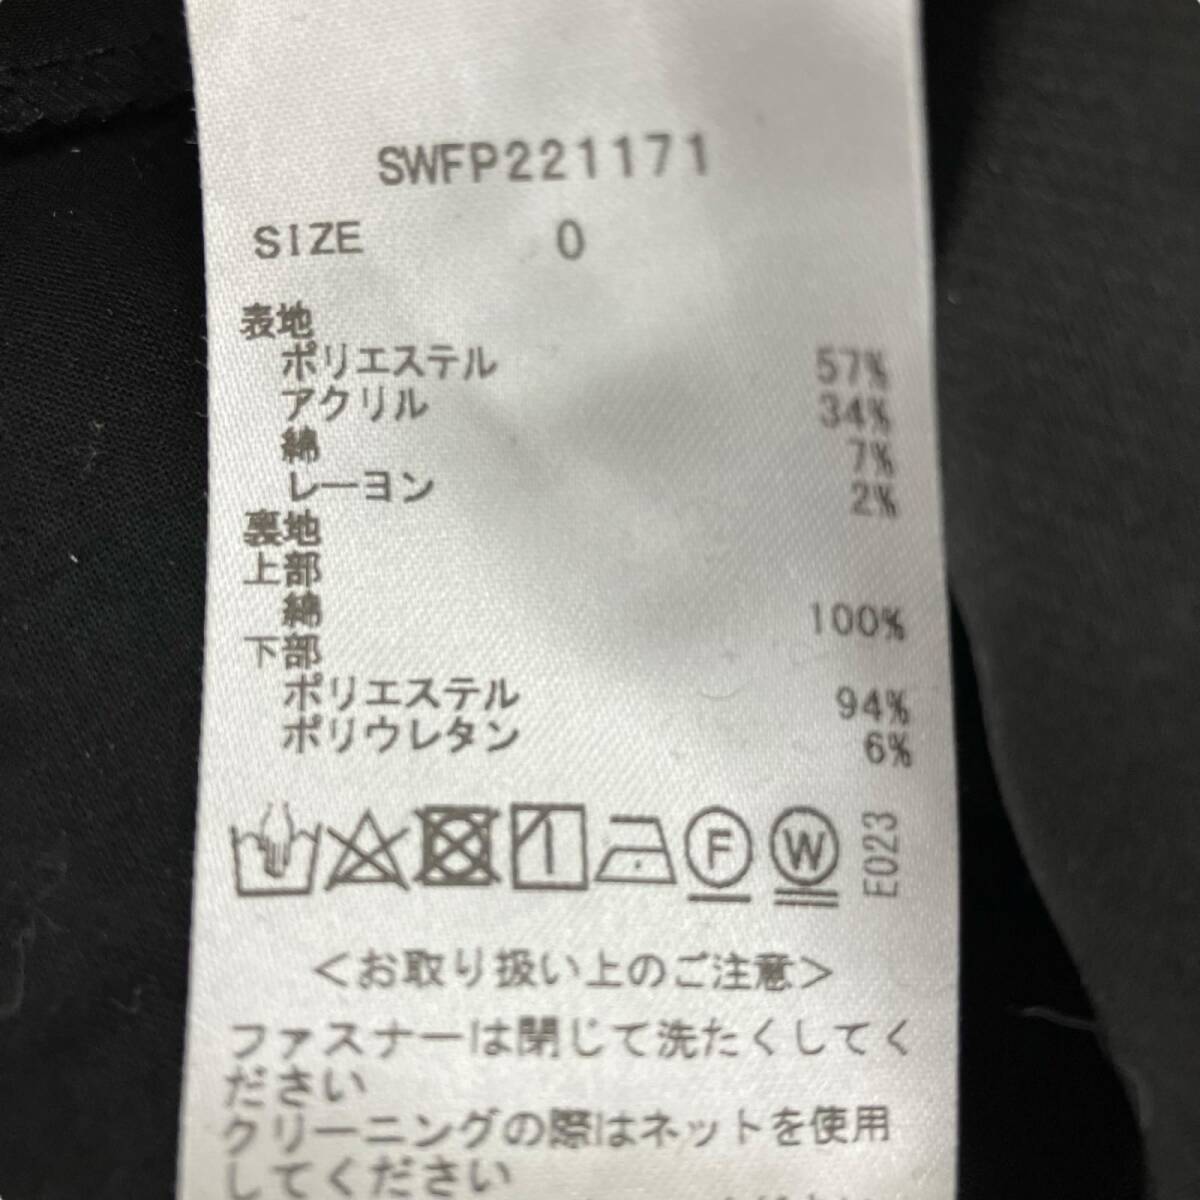 SWFP221171
SIZE 0
表地
ポリエステル 57%
アクリル 34%
綿 7%
レーヨン 2%
裏地
上部
綿 100%
下部
ポリエステル 94%
ポリウレタン 6%
F W E023
＜お取り扱い上のご注意＞
ファスナーは閉じて洗たくしてく
ださい
クリーニングの際はネットを使用
してください